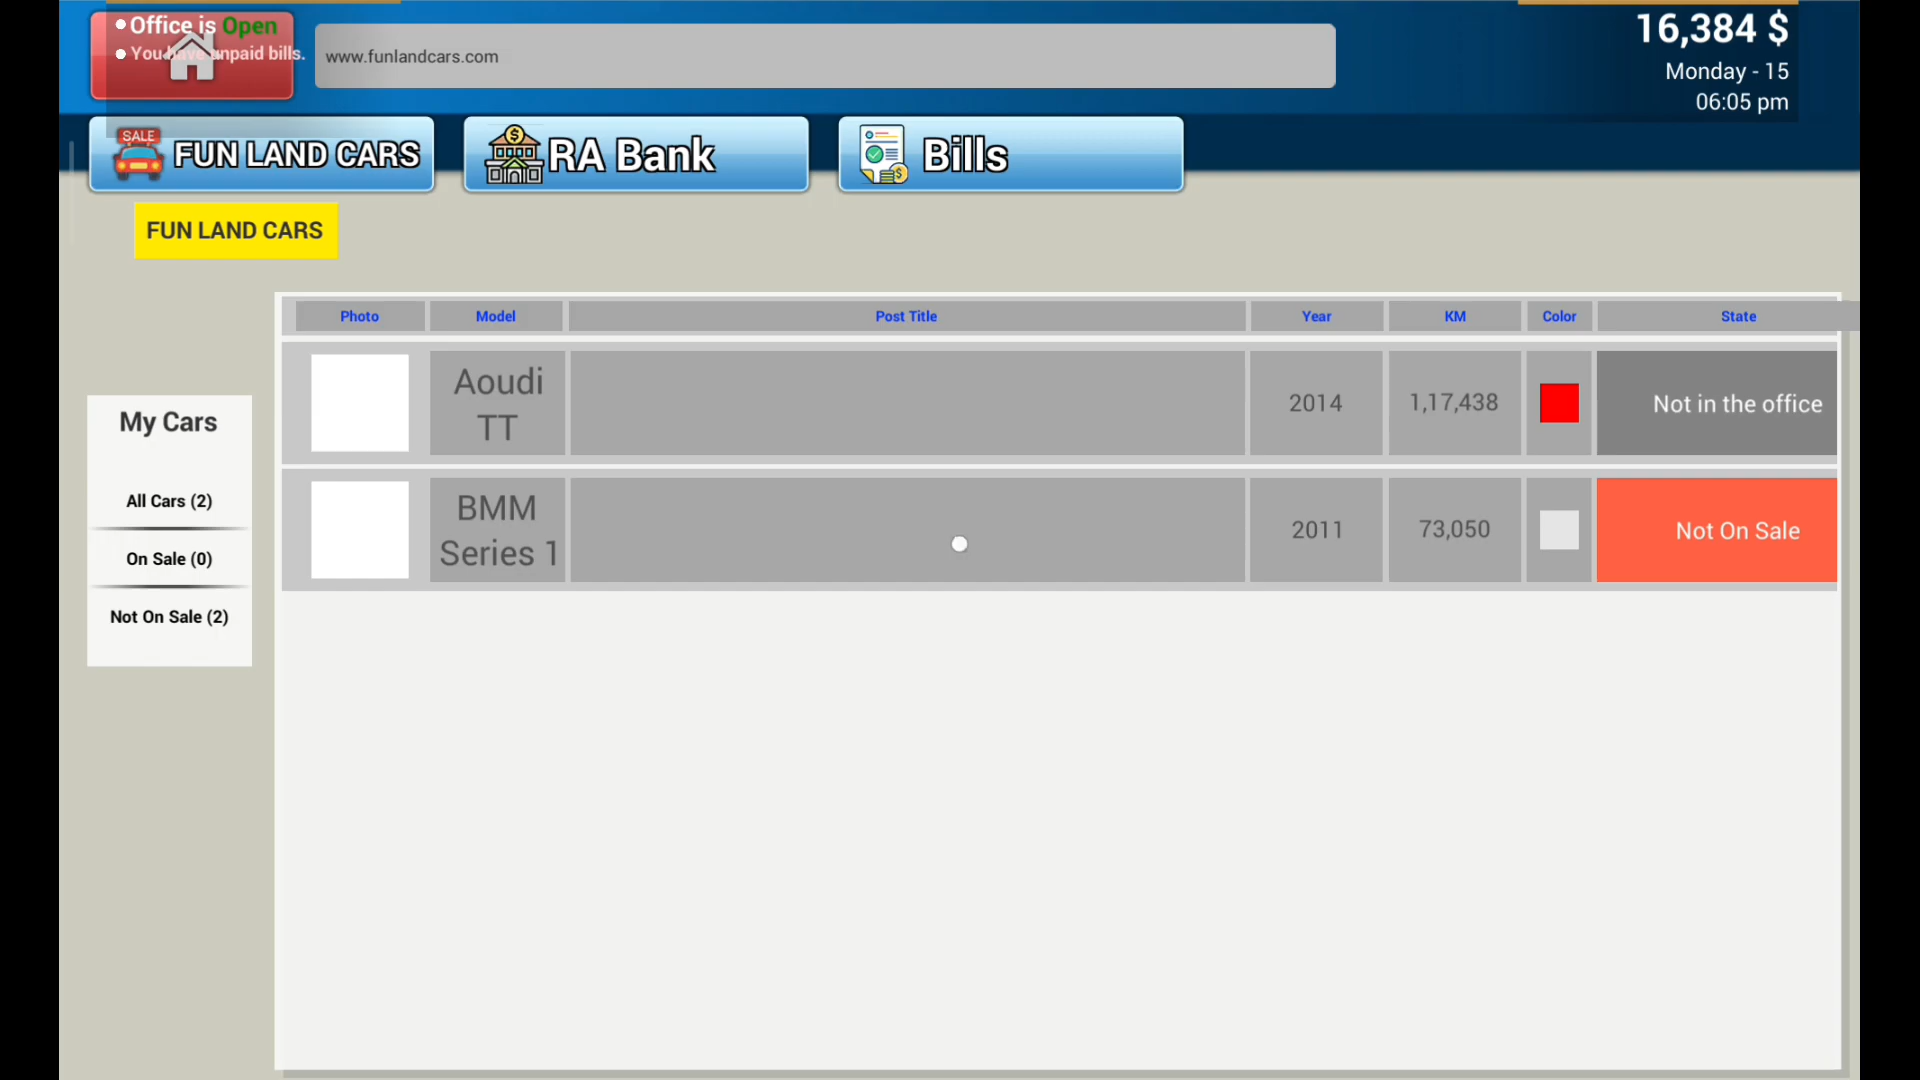 Office is Open
You have unpaid bills.
www.funlandcars.com
16,384 $
Monday - 15
06:05 pm
SALE
FUN LAND CARS
RA Bank
Bills
FUN LAND CARS
Photo
Model
Post Title
Year
KM
Color
State
Aoudi
TT
2014
1,17,438
Not in the office
BMM
Series 1
2011
73,050
Not On Sale
My Cars
All Cars (2)
On Sale (0)
Not On Sale (2)